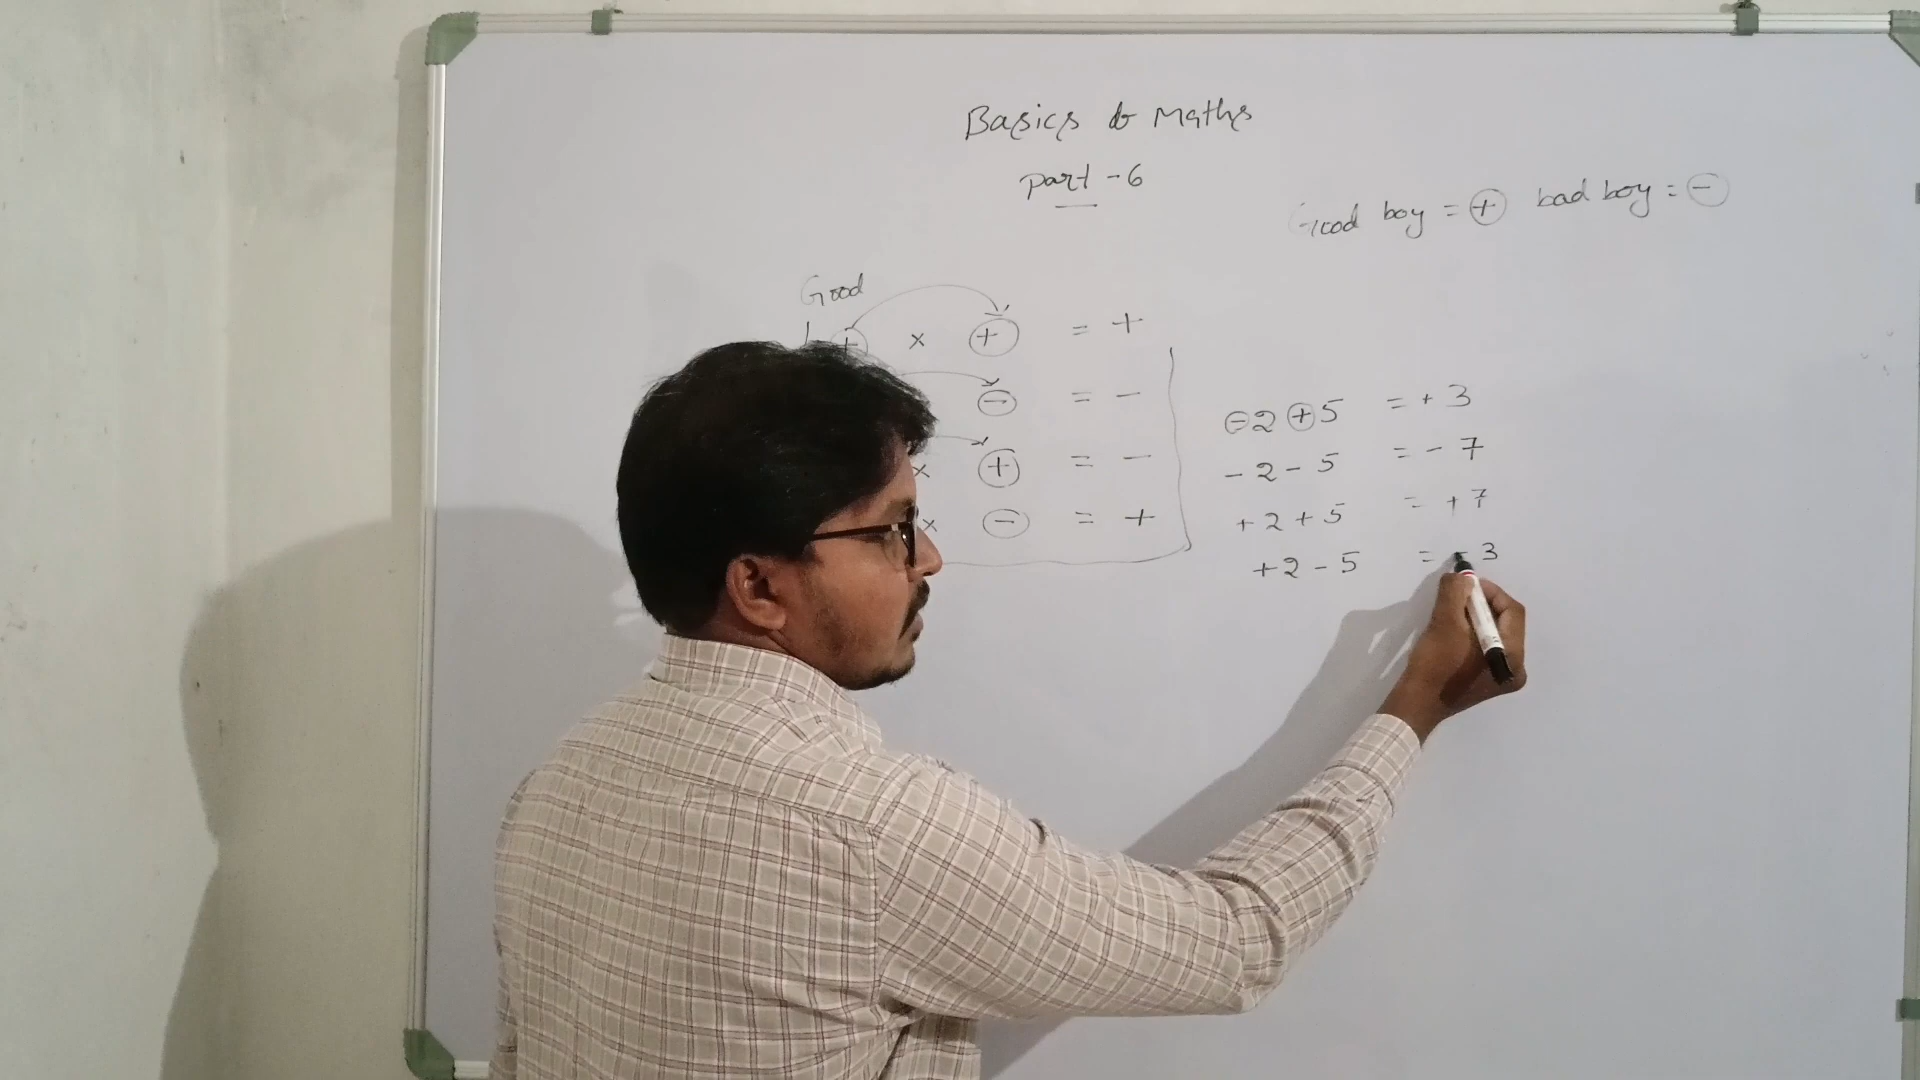 Basics of Maths
Part - 6
Good boy = + bad boy = -
Good
+ × + = +
- = -
× + = -
× - = +
-2+5 = +3
-2-5 = -7
+2+5 = +7
+2-5 = -3